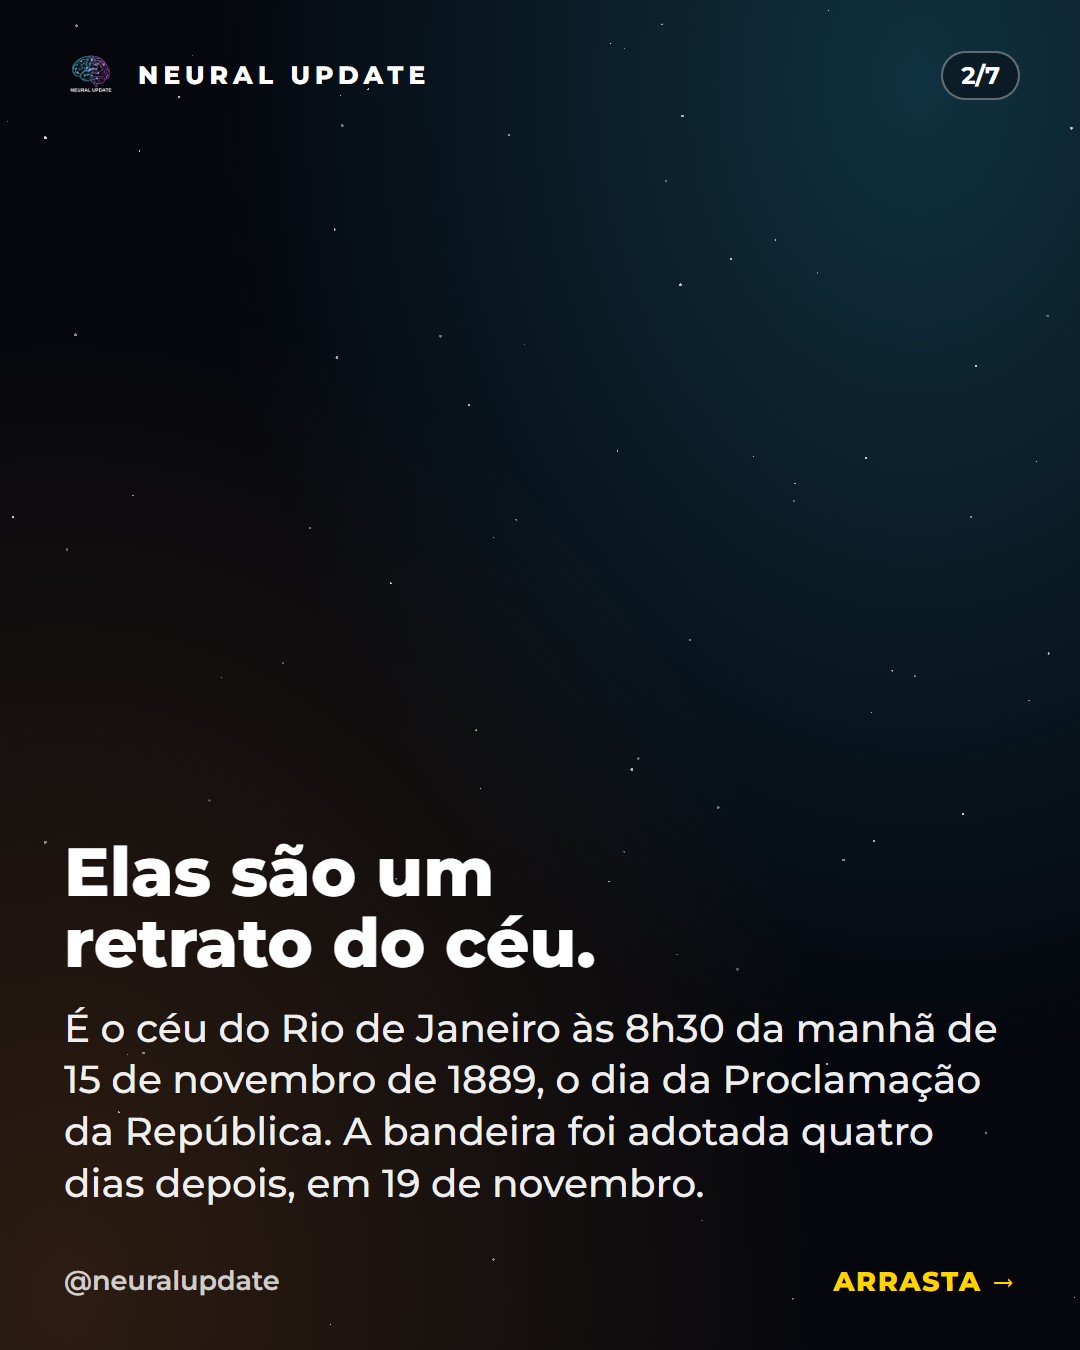 NEURAL UPDATE
NEURAL UPDATE
2/7
Elas são um
retrato do céu.
É o céu do Rio de Janeiro às 8h30 da manhã de
15 de novembro de 1889, o dia da Proclamação
da República. A bandeira foi adotada quatro
dias depois, em 19 de novembro.
@neuralupdate
ARRASTA →